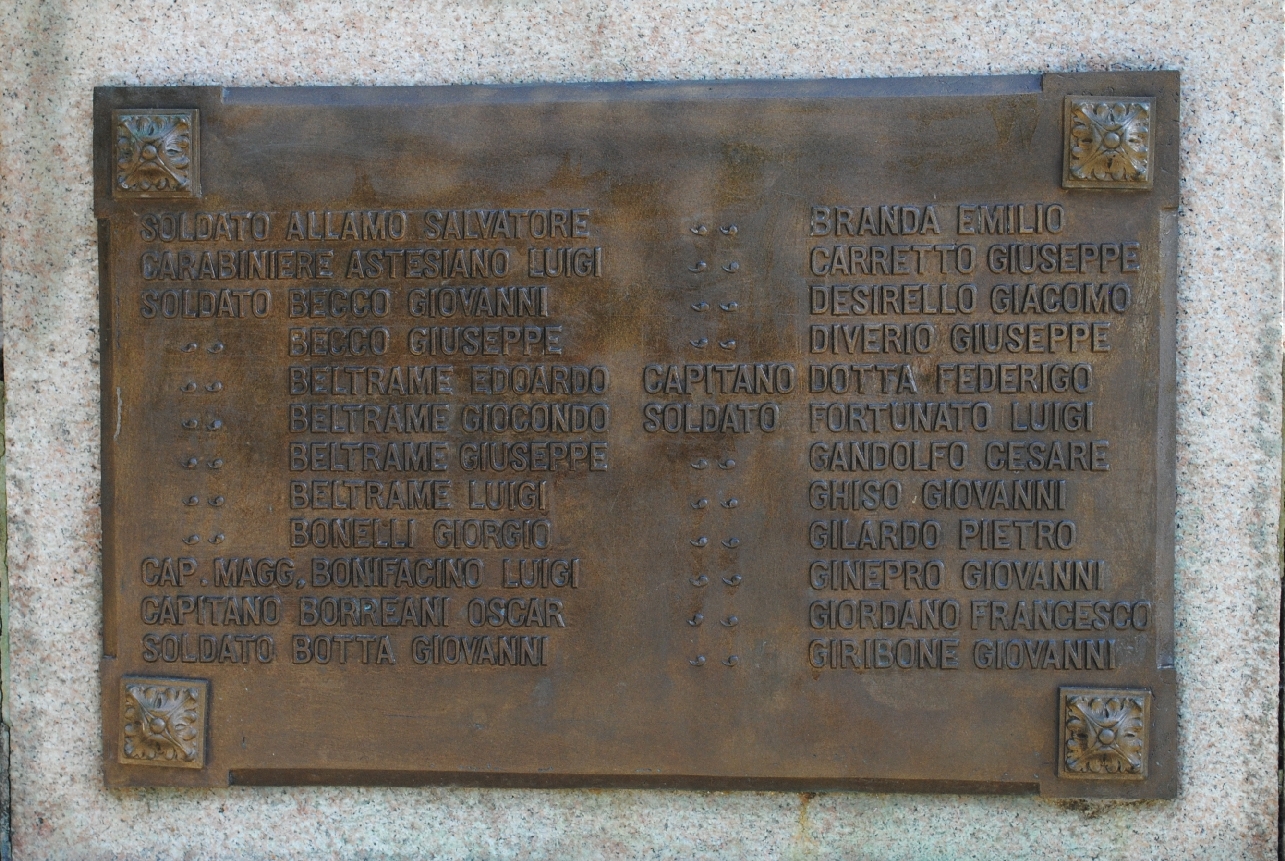 SOLDATO ALLAMO SALVATORE
CARABINIERE ASTESIANO LUIGI
SOLDATO BECCO GIOVANNI
.. BECCO GIUSEPPE
.. BELTRAME EDOARDO
.. BELTRAME GIOCONDO
.. BELTRAME GIUSEPPE
.. BELTRAME LUIGI
.. BONELLI GIORGIO
CAP. MAGG. BONIFACINO LUIGI
CAPITANO BORREANI OSCAR
SOLDATO BOTTA GIOVANNI
.. BRANDA EMILIO
.. CARRETTO GIUSEPPE
.. DESIRELLO GIACOMO
.. DIVERIO GIUSEPPE
CAPITANO DOTTA FEDERIGO
SOLDATO FORTUNATO LUIGI
.. GANDOLFO CESARE
.. GHISO GIOVANNI
.. GILARDO PIETRO
.. GINEPRO GIOVANNI
.. GIORDANO FRANCESCO
.. GIRIBONE GIOVANNI